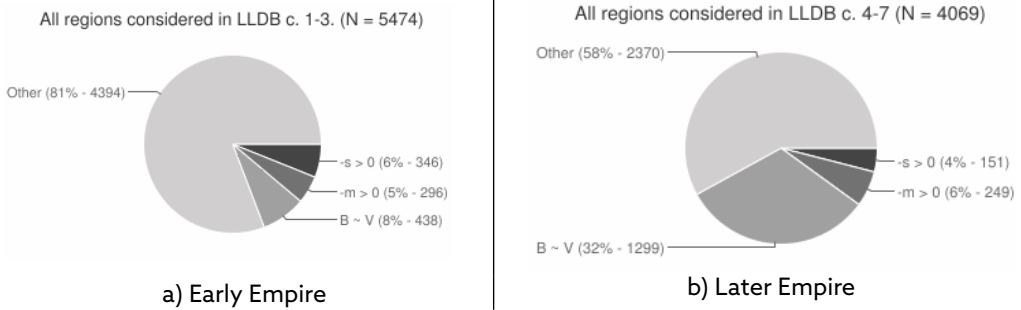 All regions considered in LLDB c. 1-3. (N = 5474)
Other (81% - 4394)
-s > 0 (6% - 346)
-m > 0 (5% - 296)
B ~ V (8% - 438)
a) Early Empire
All regions considered in LLDB c. 4-7 (N = 4069)
Other (58% - 2370)
-s > 0 (4% - 151)
-m > 0 (6% - 249)
B ~ V (32% - 1299)
b) Later Empire